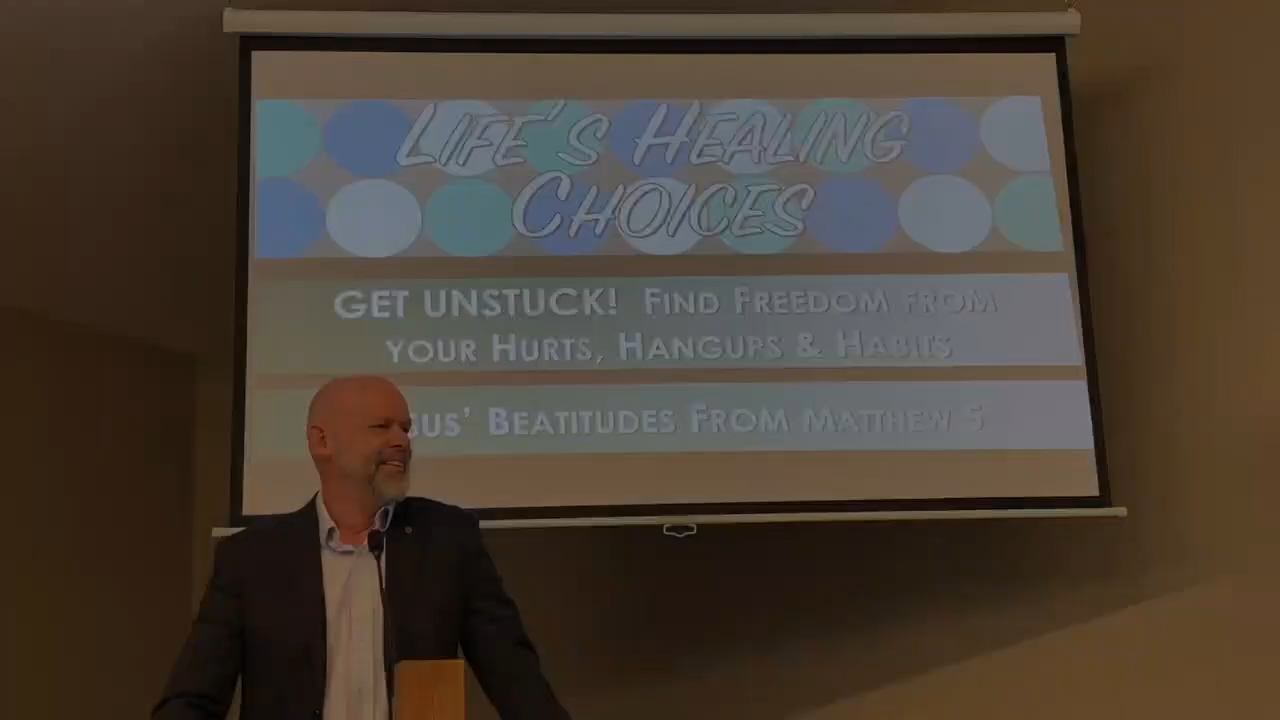 LIFE'S HEALING
CHOICES
GET UNSTUCK! FIND FREEDOM FROM
YOUR HURTS, HANGUPS & HABITS
BEATITUDES FROM MATTHEW 5